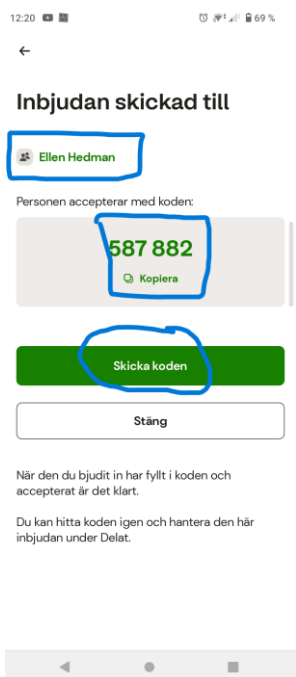 12:20 69 %
Inbjudan skickad till
Ellen Hedman
Personen accepterar med koden:
587 882
Kopiera
Skicka koden
Stäng
När den du bjudit in har fyllt i koden och
accepterat är det klart.
Du kan hitta koden igen och hantera den här
inbjudan under Delat.